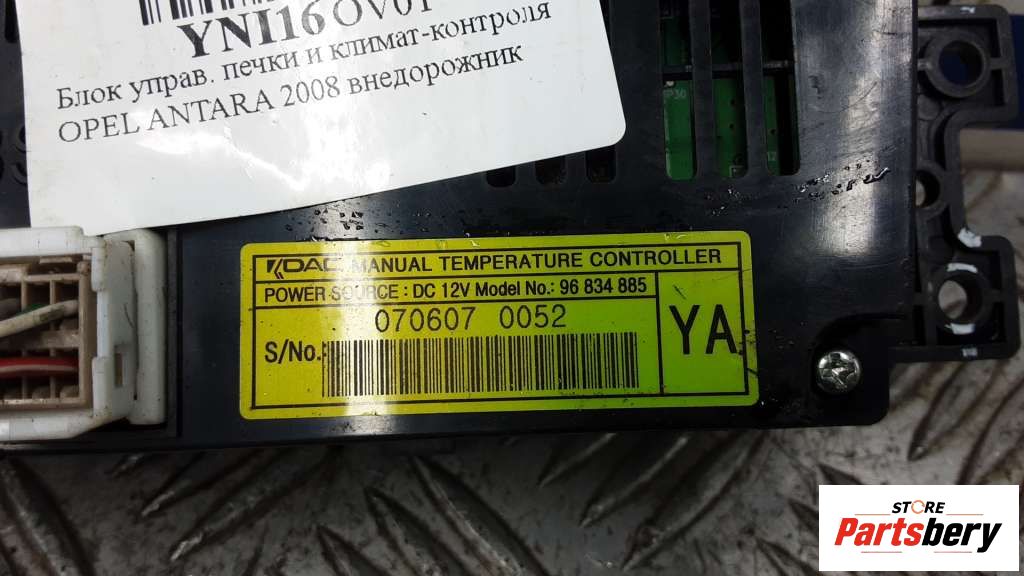 YNI16OV01
Блок управ. печки и климат-контроля
OPEL ANTARA 2008 внедорожник
KDAC MANUAL TEMPERATURE CONTROLLER
POWER SOURCE : DC 12V Model No.: 96 834 885
070607 0052
S/No.:
YA
STORE
Partsbery